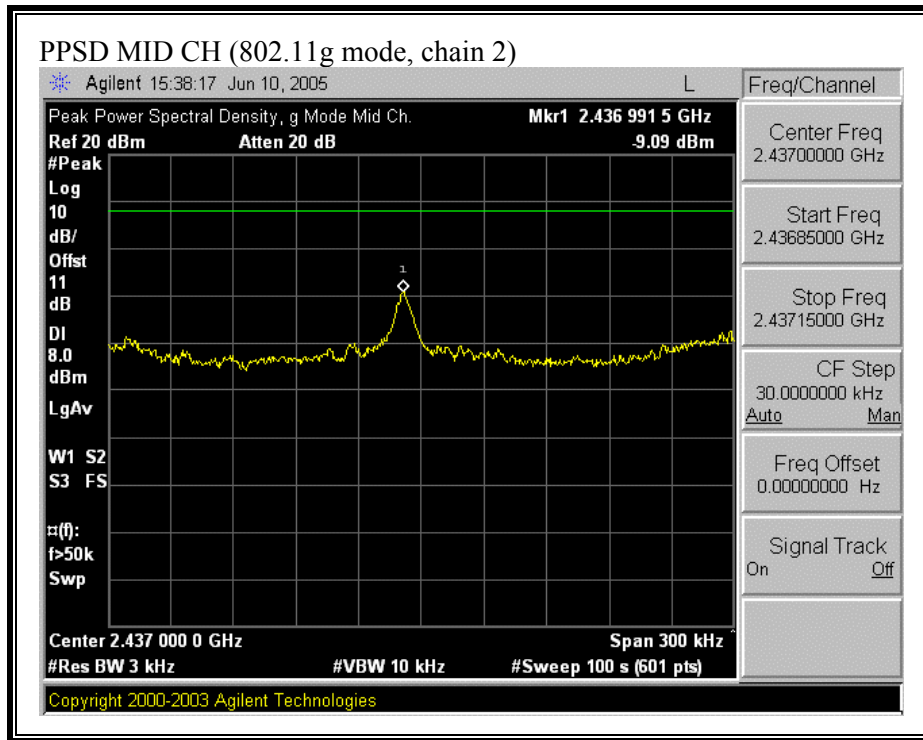 PPSD MID CH (802.11g mode, chain 2)
Agilent 15:38:17 Jun 10, 2005 L
Freq/Channel
Peak Power Spectral Density, g Mode Mid Ch. Mkr1 2.436 991 5 GHz
Ref 20 dBm Atten 20 dB -9.09 dBm
#Peak
Log
10
dB/
Offst
11
dB
DI
8.0
dBm
LgAv
W1 S2
S3 FS
¤(f):
f>50k
Swp
1
Center 2.437 000 0 GHz Span 300 kHz ^
#Res BW 3 kHz #VBW 10 kHz #Sweep 100 s (601 pts)
Copyright 2000-2003 Agilent Technologies
Center Freq
2.43700000 GHz
Start Freq
2.43685000 GHz
Stop Freq
2.43715000 GHz
CF Step
30.0000000 kHz
Auto Man
Freq Offset
0.00000000 Hz
Signal Track
On Off